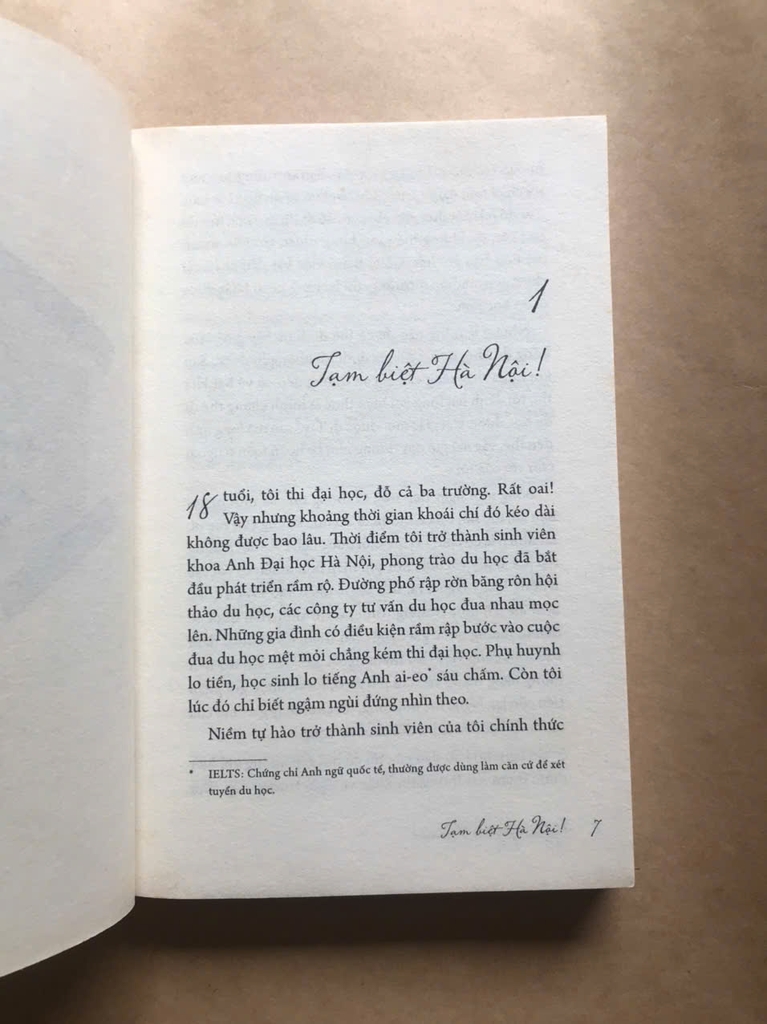 1
Tạm biệt Hà Nội!
18 tuổi, tôi thi đại học, đỗ cả ba trường. Rất oai!
Vậy nhưng khoảng thời gian khoái chí đó kéo dài
không được bao lâu. Thời điểm tôi trở thành sinh viên
khoa Anh Đại học Hà Nội, phong trào du học đã bắt
đầu phát triển rầm rộ. Đường phố rập rờn băng rôn hội
thảo du học, các công ty tư vấn du học đua nhau mọc
lên. Những gia đình có điều kiện rầm rập bước vào cuộc
đua du học mệt mỏi chẳng kém thi đại học. Phụ huynh
lo tiền, học sinh lo tiếng Anh ai-eo* sáu chấm. Còn tôi
lúc đó chỉ biết ngậm ngùi đứng nhìn theo.
Niềm tự hào trở thành sinh viên của tôi chính thức
* IELTS: Chứng chỉ Anh ngữ quốc tế, thường được dùng làm căn cứ để xét
tuyển du học.
Tạm biệt Hà Nội! 7